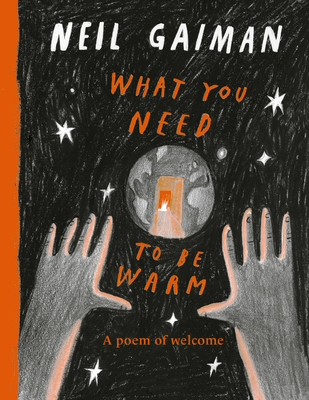 NEIL GAIMAN
WHAT YOU
NEED
TO BE
WARM
A poem of welcome